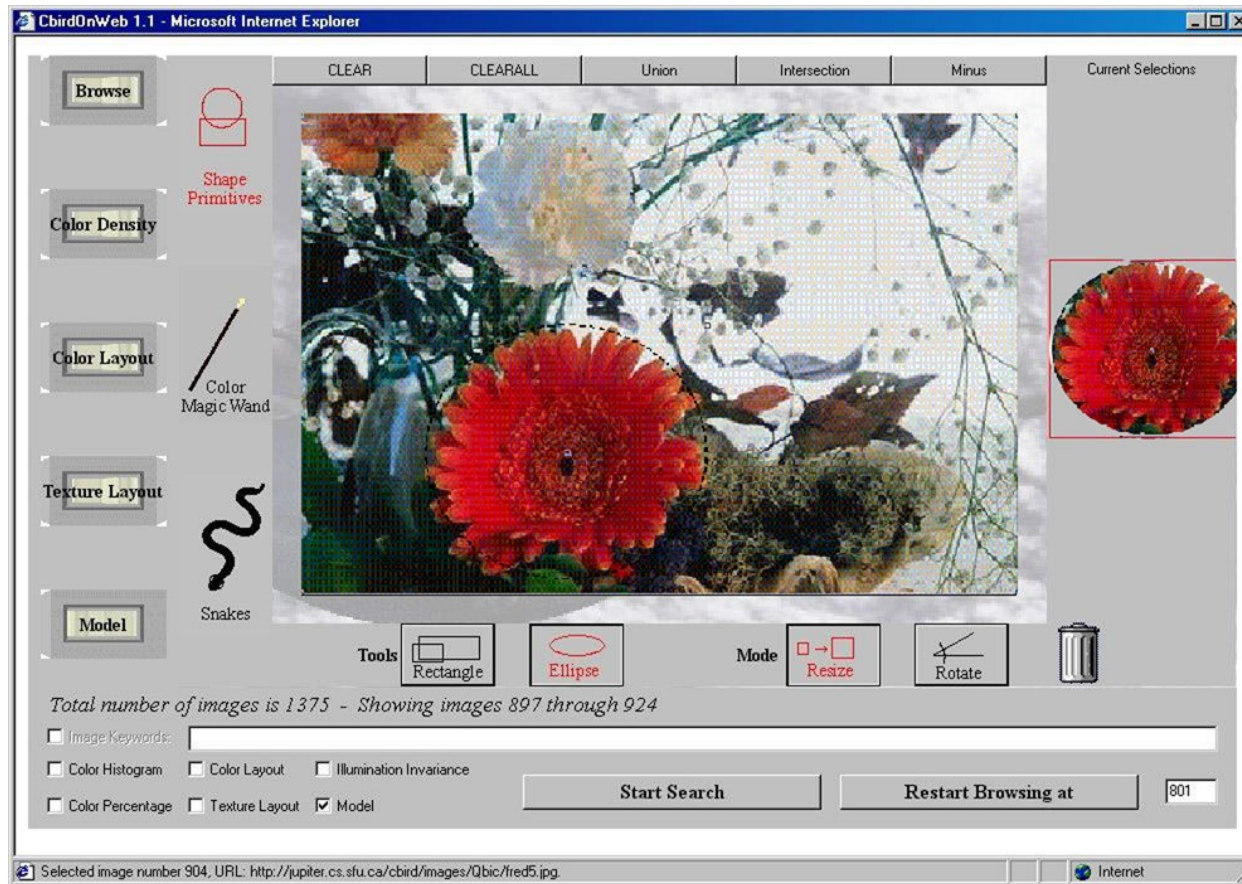 CbirdOnWeb 1.1 - Microsoft Internet Explorer
CLEAR CLEARALL Union Intersection Minus Current Selections
Browse
Shape
Primitives
Color Density
Color Layout
Color
Magic Wand
Texture Layout
Snakes
Model
Tools Rectangle Ellipse Mode Resize Rotate
Total number of images is 1375 - Showing images 897 through 924
Image Keywords:
Color Histogram Color Layout Illumination Invariance
Start Search Restart Browsing at 801
Color Percentage Texture Layout Model
Selected image number 904, URL: http://jupiter.cs.sfu.ca/cbird/images/Qbic/fred5.jpg. Internet